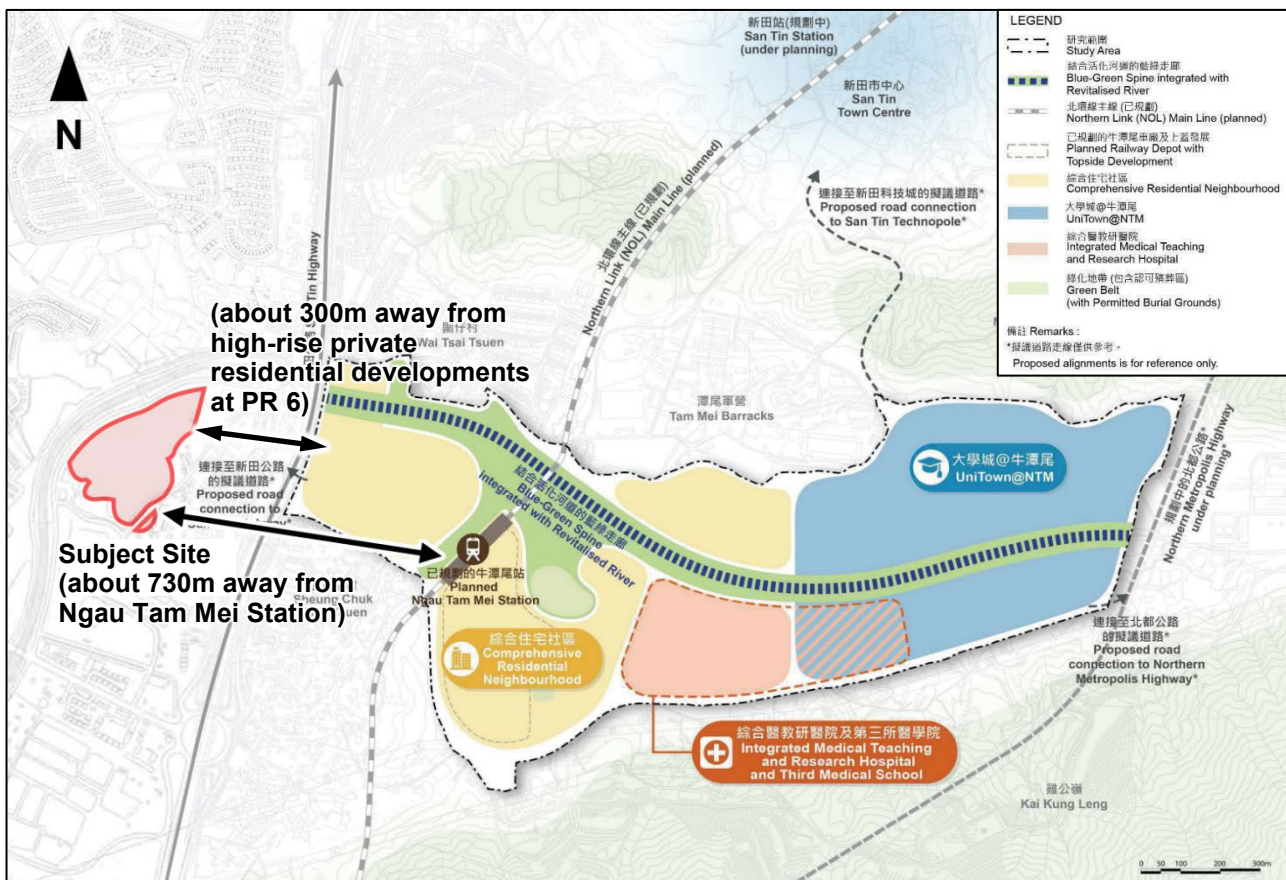 新田站(規劃中)
San Tin Station
(under planning)
新田市中心
San Tin
Town Centre
N
San Tin Highway
北環線主線 (已規劃)
Northern Link (NOL) Main Line (planned)
連接至新田科技城的擬議道路*
Proposed road connection
to San Tin Technopole*
LEGEND
研究範圍
Study Area
結合活化河道的藍綠走廊
Blue-Green Spine integrated with
Revitalised River
北環線主線 (已規劃)
Northern Link (NOL) Main Line (planned)
已規劃的牛潭尾車廠及上蓋發展
Planned Railway Depot with
Topside Development
綜合住宅社區
Comprehensive Residential Neighbourhood
大學城@牛潭尾
UniTown@NTM
綜合醫教研醫院
Integrated Medical Teaching
and Research Hospital
綠化地帶 (包含認可殯葬區)
Green Belt
(with Permitted Burial Grounds)
備註 Remarks :
*擬議道路走線僅供參考。
Proposed alignments is for reference only.
(about 300m away from
high-rise private
residential developments
at PR 6)
圍仔村
Wai Tsai Tsuen
潭尾軍營
Tam Mei Barracks
連接至新田公路
的擬議道路*
Proposed road
connection to
結合活化河道的藍綠走廊
Blue-Green Spine
integrated with Revitalised River
大學城@牛潭尾
UniTown@NTM
規劃中的北都公路*
Northern Metropolis Highway
under planning*
Subject Site
(about 730m away from
Ngau Tam Mei Station)
Sheung Chuk
已規劃的牛潭尾站
Planned
Ngau Tam Mei Station
綜合住宅社區
Comprehensive
Residential
Neighbourhood
連接至北都公路
的擬議道路*
Proposed road
connection to Northern
Metropolis Highway*
綜合醫教研醫院及第三所醫學院
Integrated Medical Teaching
and Research Hospital
and Third Medical School
雞公嶺
Kai Kung Leng
0 50 100 200 300m